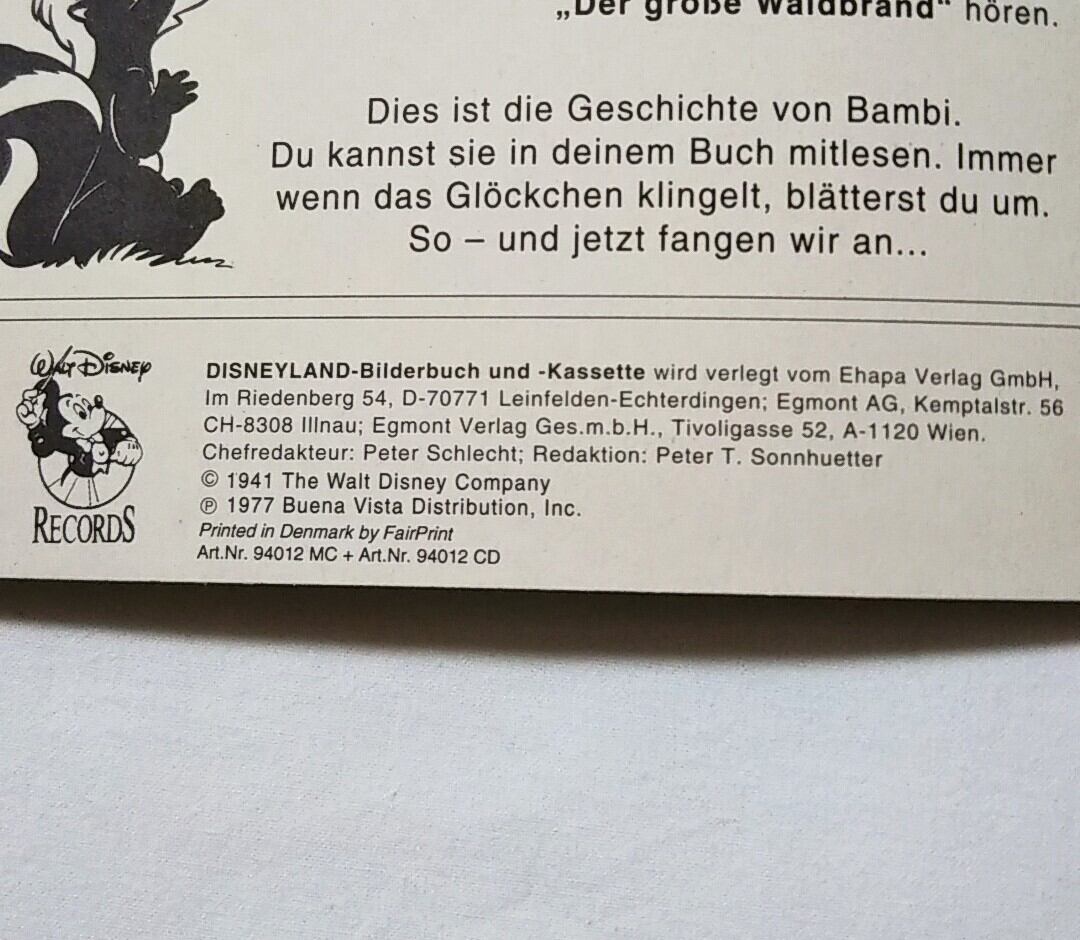 „Der große Waldbrand“ hören.
Dies ist die Geschichte von Bambi.
Du kannst sie in deinem Buch mitlesen. Immer
wenn das Glöckchen klingelt, blätterst du um.
So – und jetzt fangen wir an...
WALT DISNEY
RECORDS
DISNEYLAND-Bilderbuch und -Kassette wird verlegt vom Ehapa Verlag GmbH,
Im Riedenberg 54, D-70771 Leinfelden-Echterdingen; Egmont AG, Kemptalstr. 56
CH-8308 Illnau; Egmont Verlag Ges.m.b.H., Tivoligasse 52, A-1120 Wien.
Chefredakteur: Peter Schlecht; Redaktion: Peter T. Sonnhuetter
© 1941 The Walt Disney Company
℗ 1977 Buena Vista Distribution, Inc.
Printed in Denmark by FairPrint
Art.Nr. 94012 MC + Art.Nr. 94012 CD